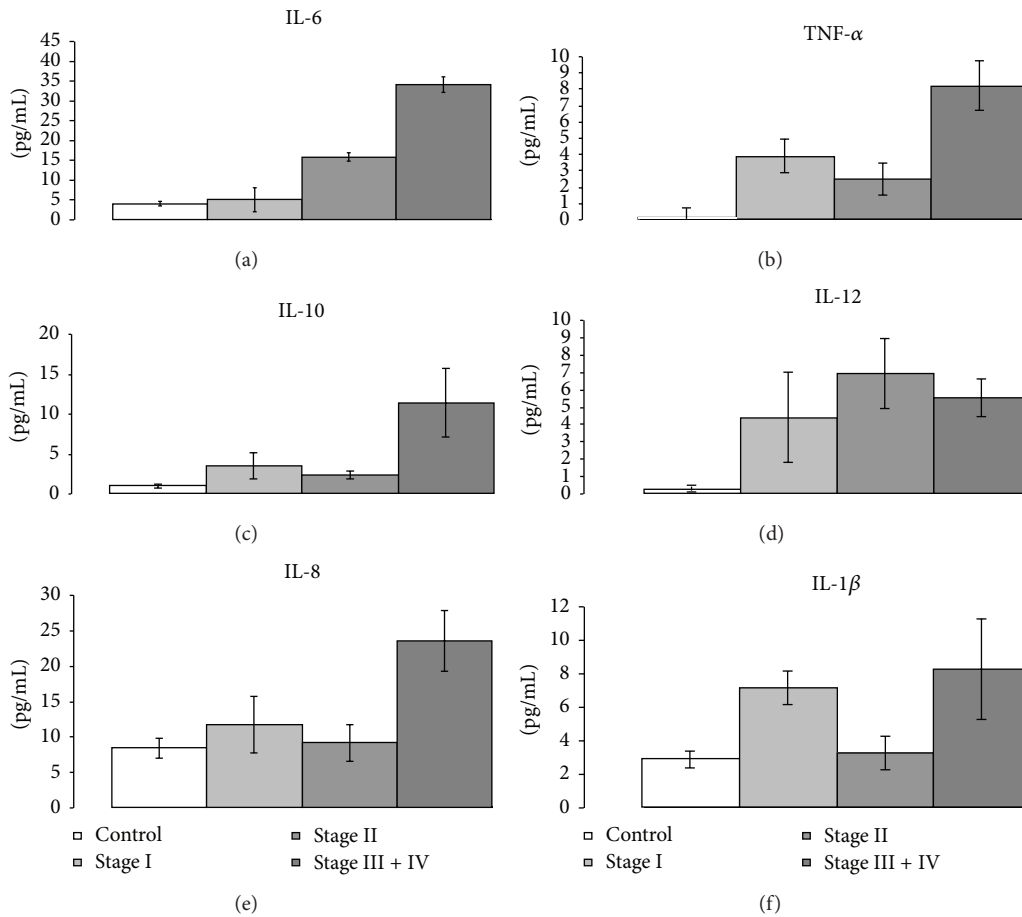 IL-6
(pg/mL)
45
40
35
30
25
20
15
10
5
0
(a)
TNF-α
(pg/mL)
10
9
8
7
6
5
4
3
2
1
0
(b)
IL-10
(pg/mL)
20
15
10
5
0
(c)
IL-12
(pg/mL)
10
9
8
7
6
5
4
3
2
1
0
(d)
IL-8
(pg/mL)
30
25
20
15
10
5
0
Control
Stage I
Stage II
Stage III + IV
(e)
IL-1β
(pg/mL)
12
10
8
6
4
2
0
Control
Stage I
Stage II
Stage III + IV
(f)